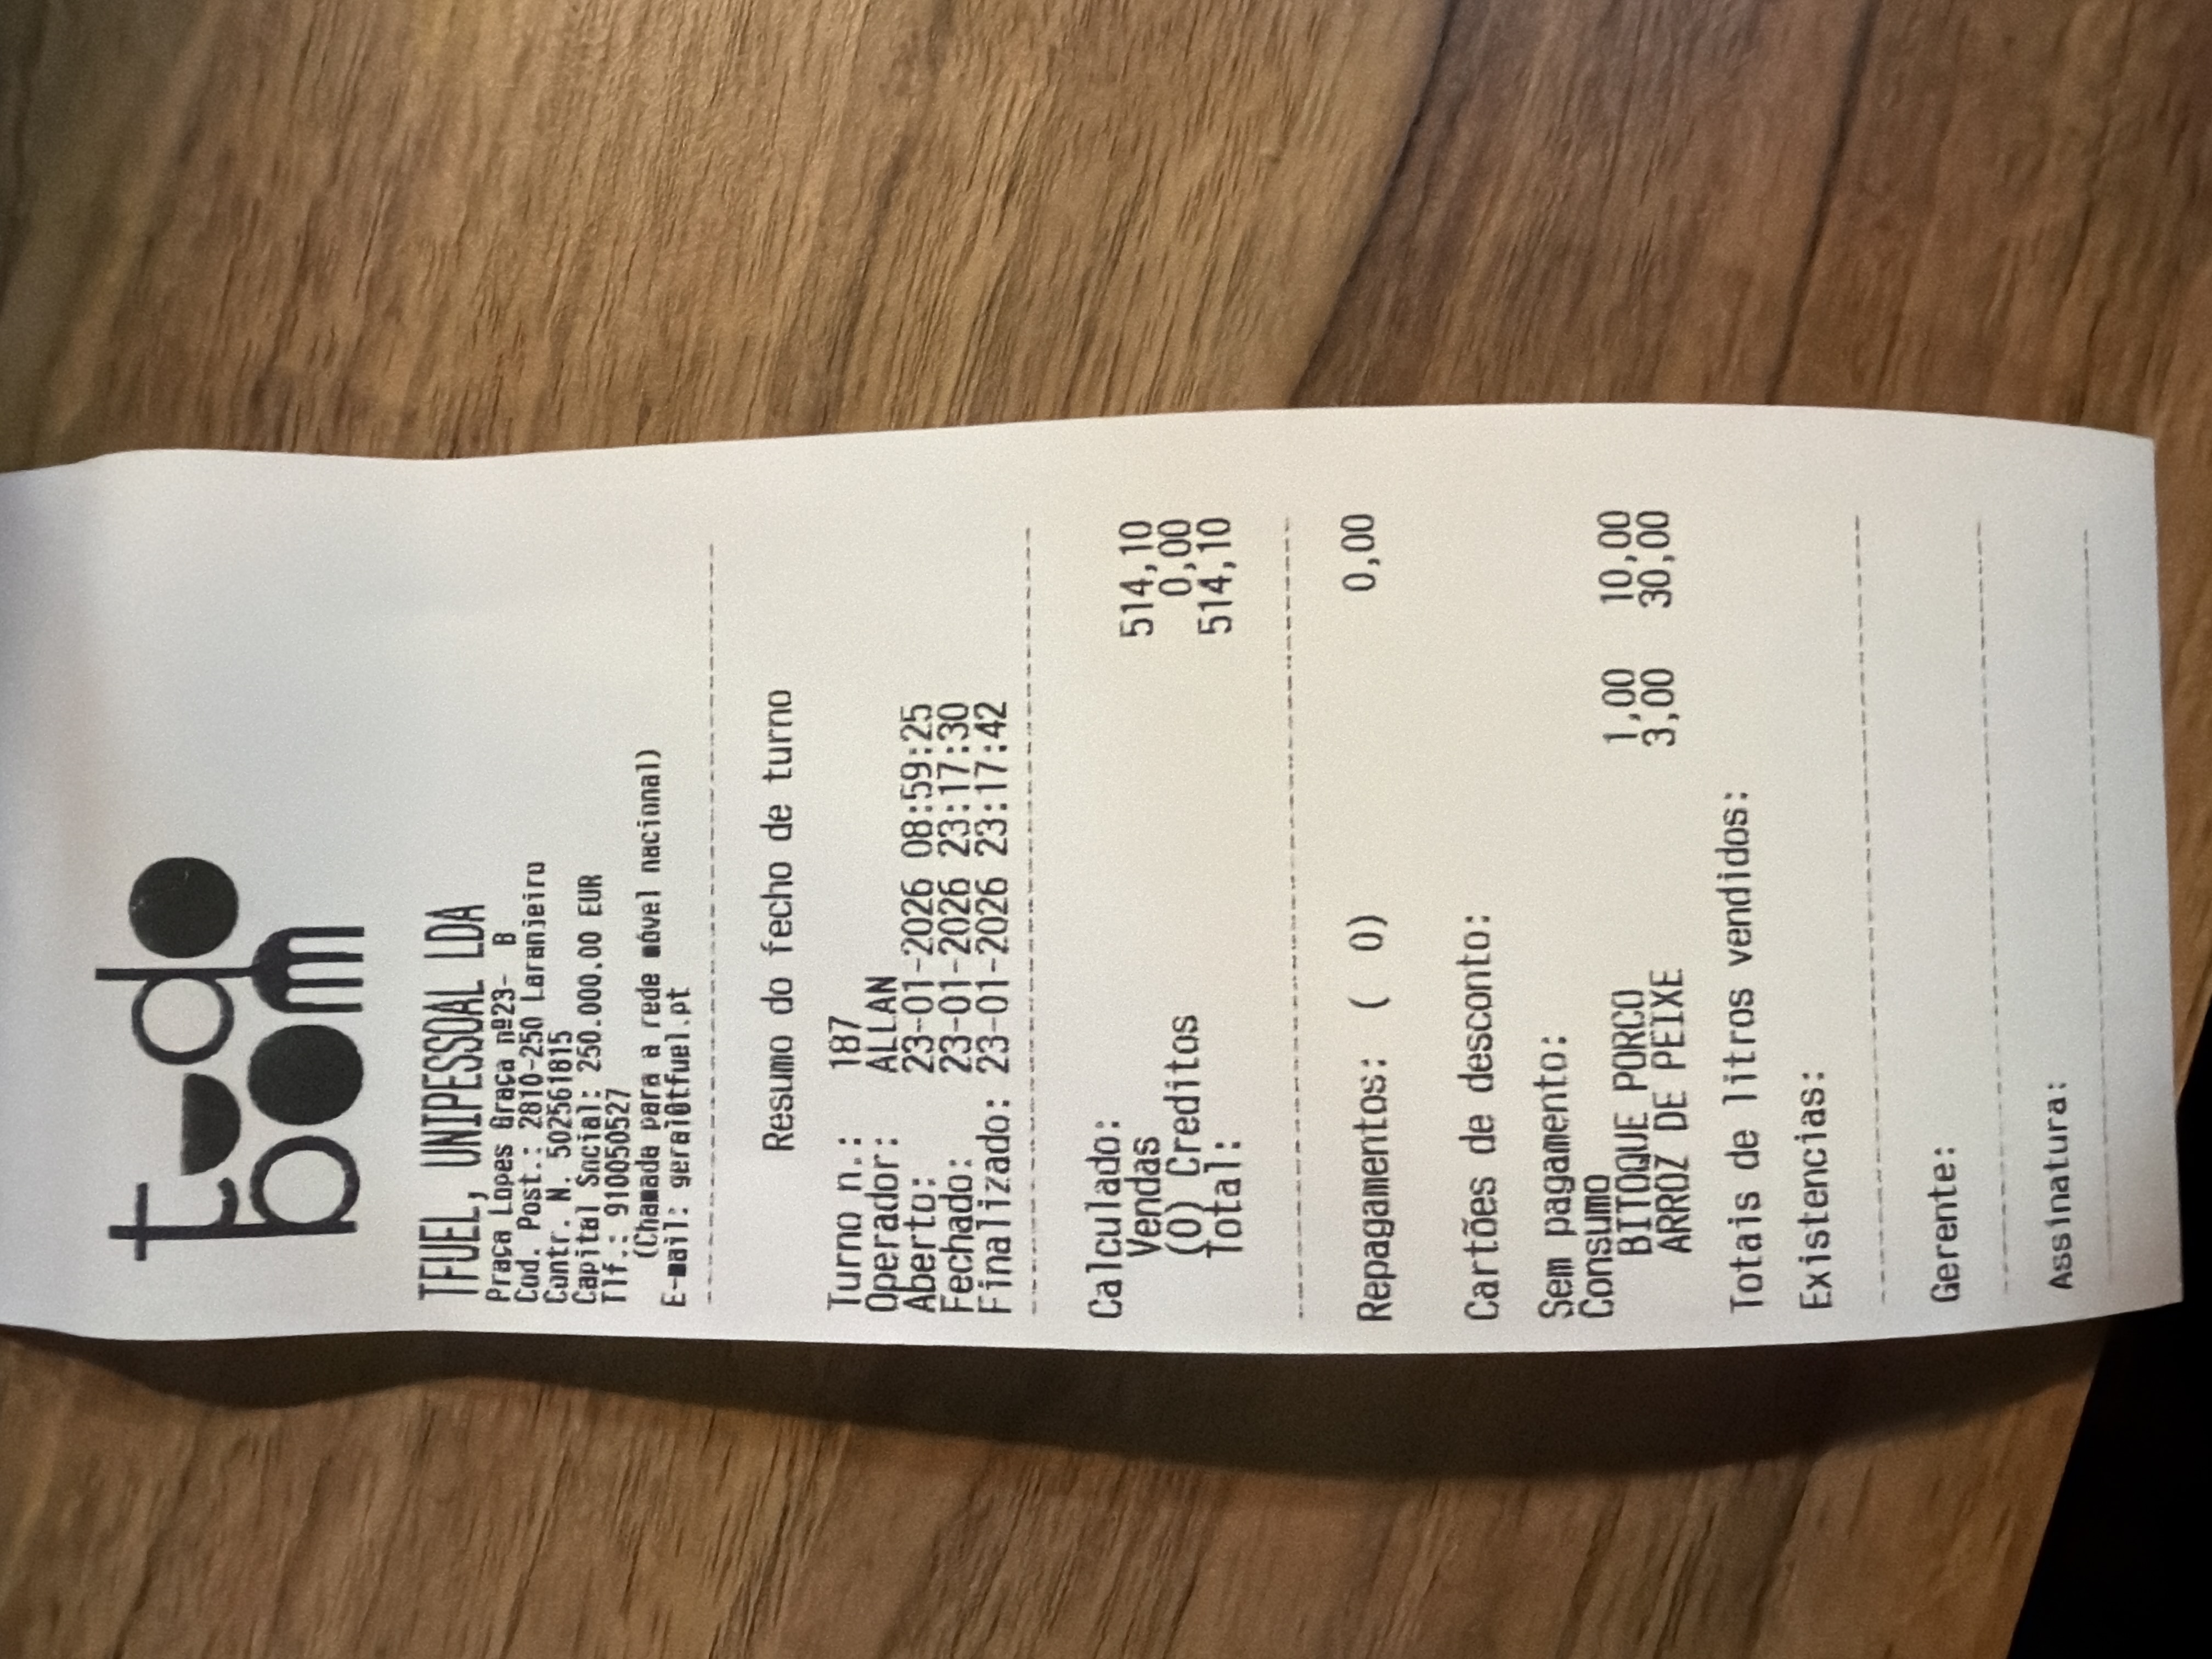 tudo
bom
TFUEL, UNIPESSOAL LDA
Praça Lopes Graça nº23- B
Cod. Post.: 2810-250 Laranjeiro
Contr. N. 502561815
Capital Social: 250.000,00 EUR
Tlf.: 910050527
(Chamada para a rede móvel nacional)
E-mail: geral@tfuel.pt
Resumo do fecho de turno
Turno n.: 187
Operador: ALLAN
Aberto: 23-01-2026 08:59:25
Fechado: 23-01-2026 23:17:30
Finalizado: 23-01-2026 23:17:42
Calculado:
Vendas 514,10
(0) Creditos 0,00
Total: 514,10
Repagamentos: ( 0) 0,00
Cartões de desconto:
Sem pagamento:
Consumo
BITOQUE PORCO 1,00 10,00
ARROZ DE PEIXE 3,00 30,00
Totais de litros vendidos:
Existencias:
Gerente:
Assinatura: